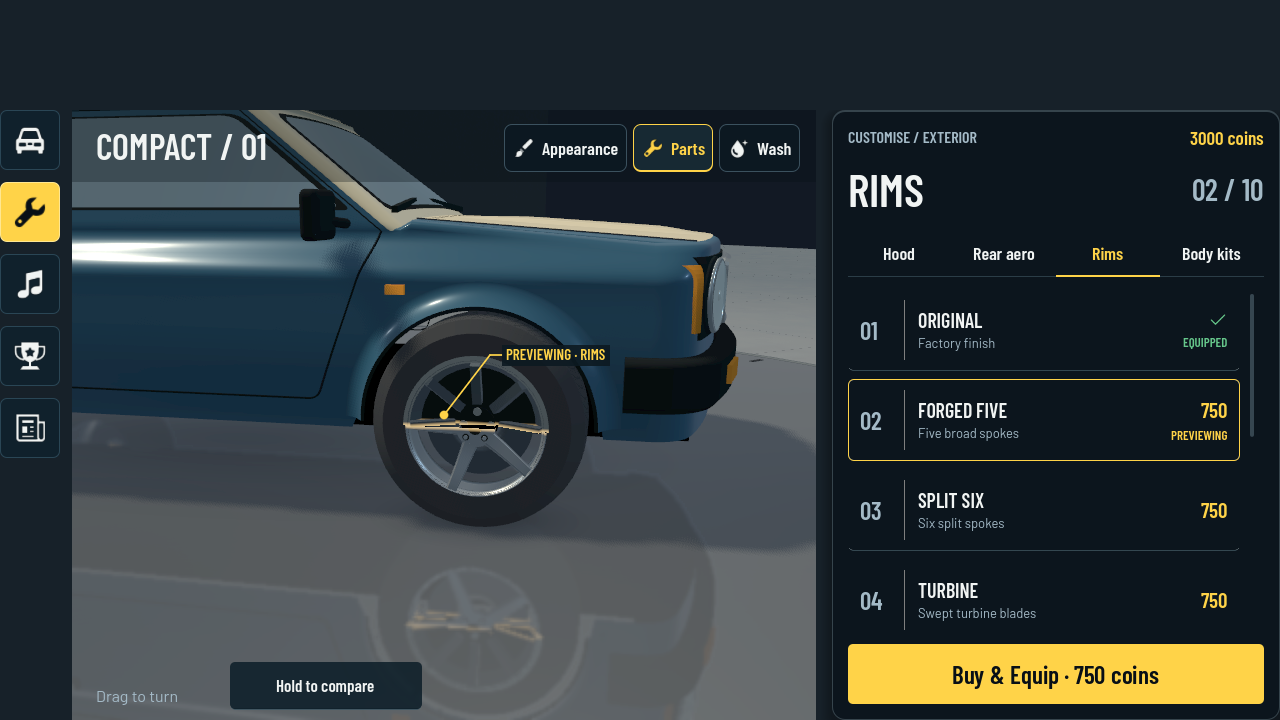 COMPACT / 01
Appearance
Parts
Wash
PREVIEWING · RIMS
Drag to turn
Hold to compare
CUSTOMISE / EXTERIOR
3000 coins
RIMS
02 / 10
Hood
Rear aero
Rims
Body kits
01
ORIGINAL
Factory finish
EQUIPPED
02
FORGED FIVE
Five broad spokes
750
PREVIEWING
03
SPLIT SIX
Six split spokes
750
04
TURBINE
Swept turbine blades
750
Buy & Equip · 750 coins